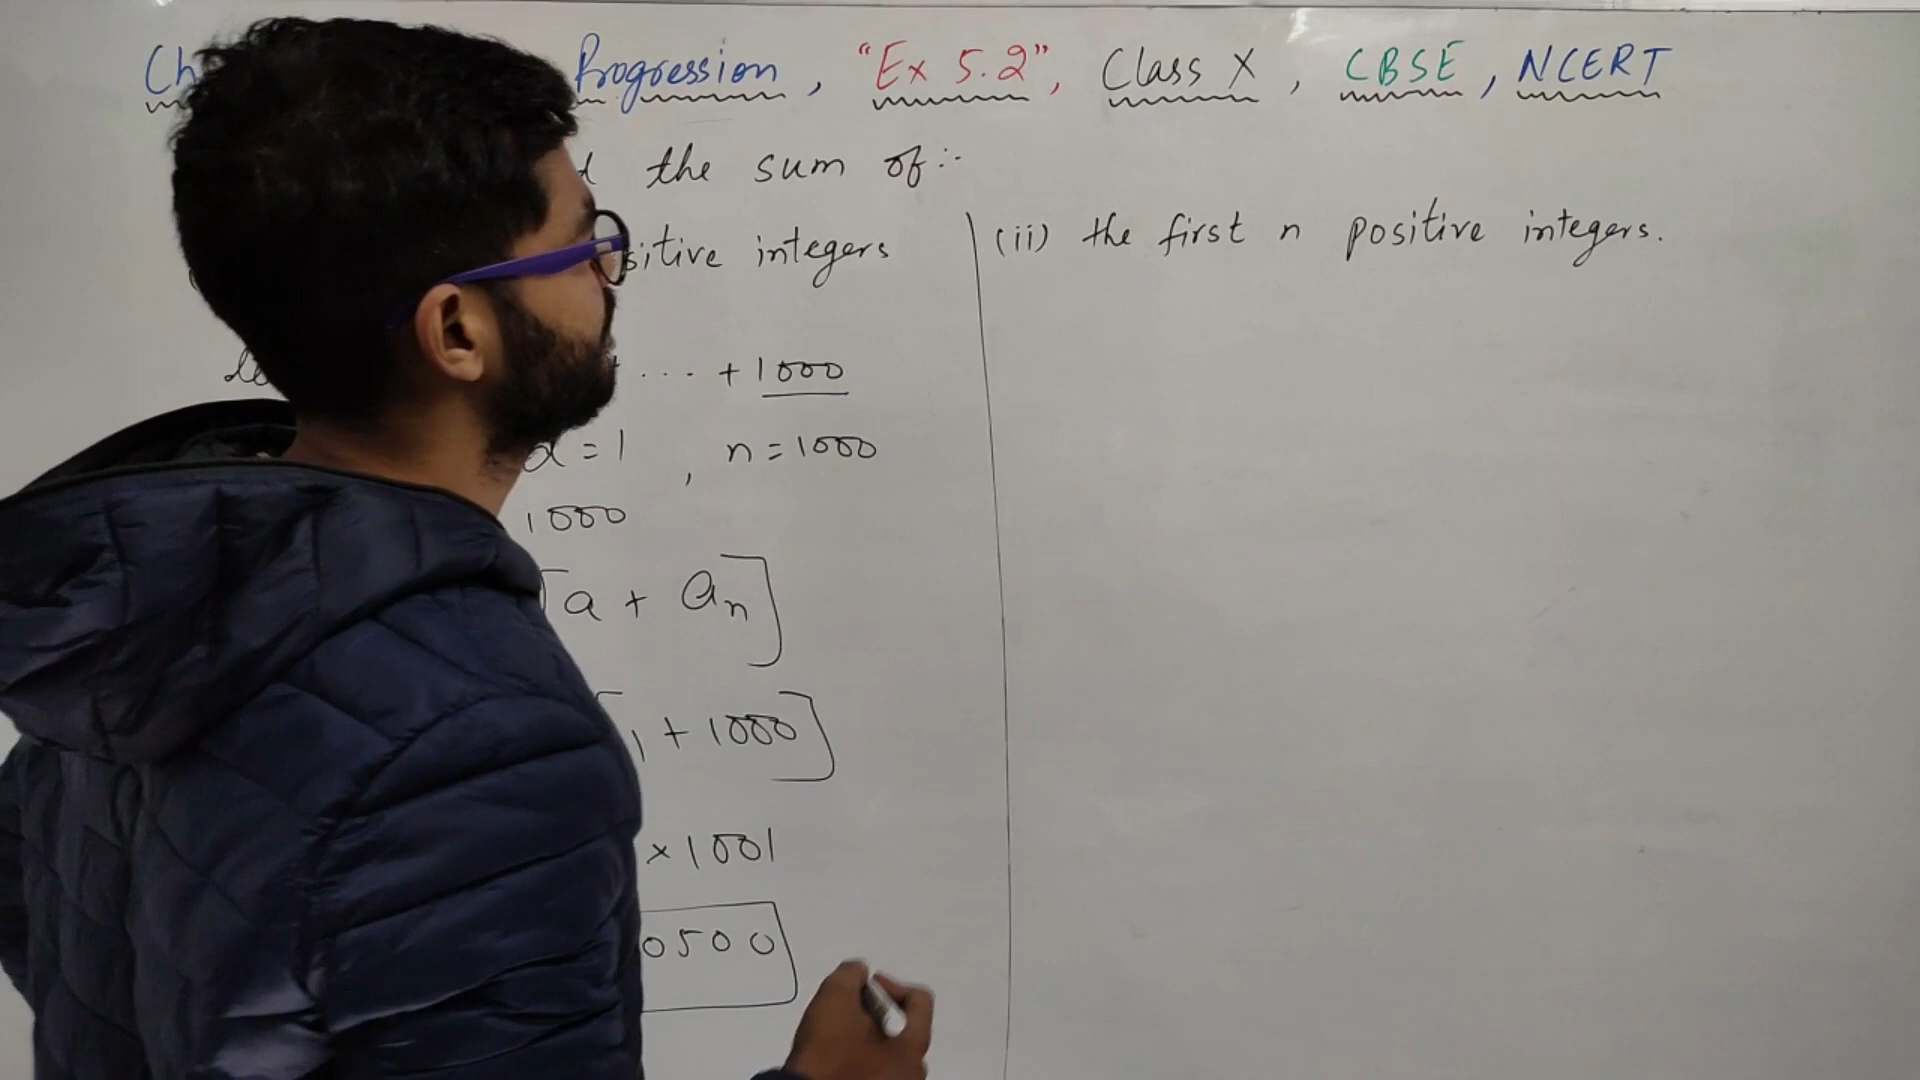 Ch Progression , "Ex 5.2", Class X , CBSE , NCERT
the sum of :-
sitive integers
(ii) the first n positive integers.
... + 1000
d = 1 , n = 1000
1000
[a + an]
[1 + 1000]
× 1001
0500